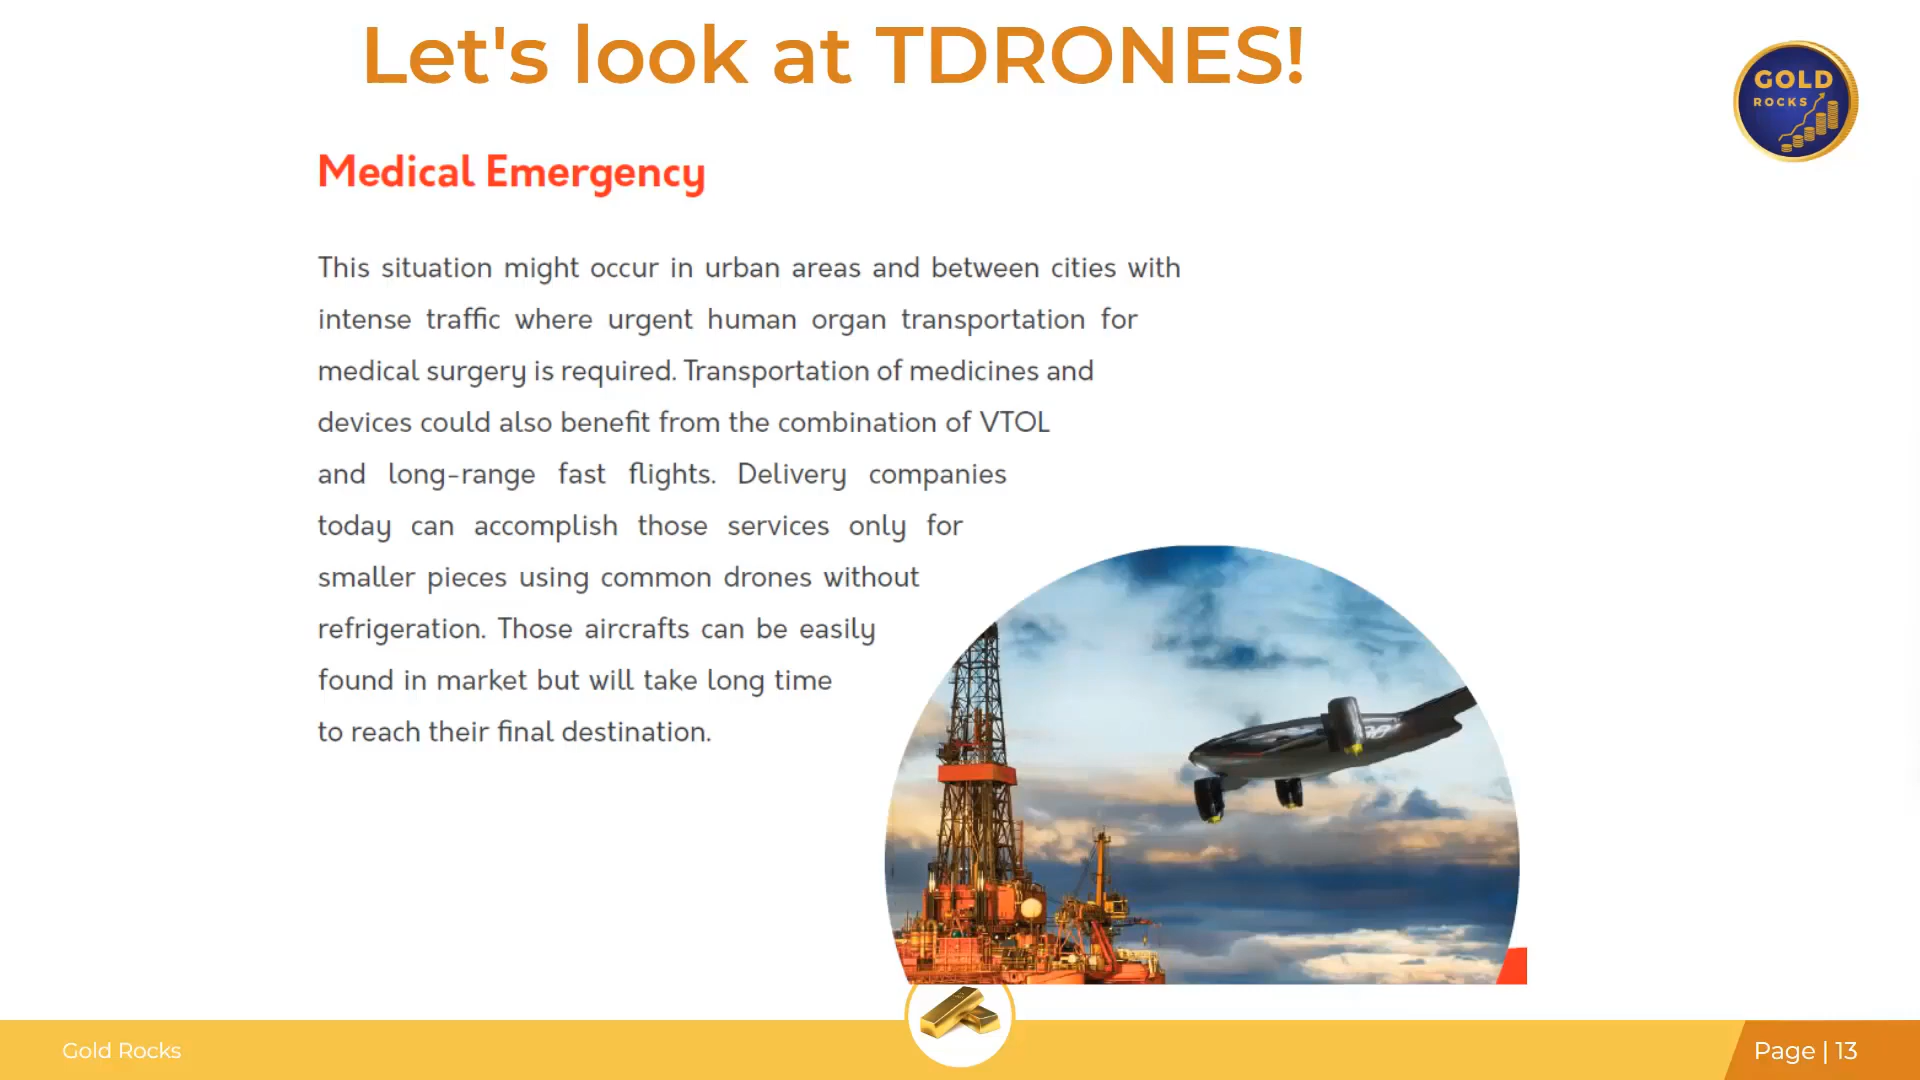 Let's look at TDRONES!
GOLD
ROCKS
Medical Emergency
This situation might occur in urban areas and between cities with
intense traffic where urgent human organ transportation for
medical surgery is required. Transportation of medicines and
devices could also benefit from the combination of VTOL
and long-range fast flights. Delivery companies
today can accomplish those services only for
smaller pieces using common drones without
refrigeration. Those aircrafts can be easily
found in market but will take long time
to reach their final destination.
Gold Rocks
Page | 13